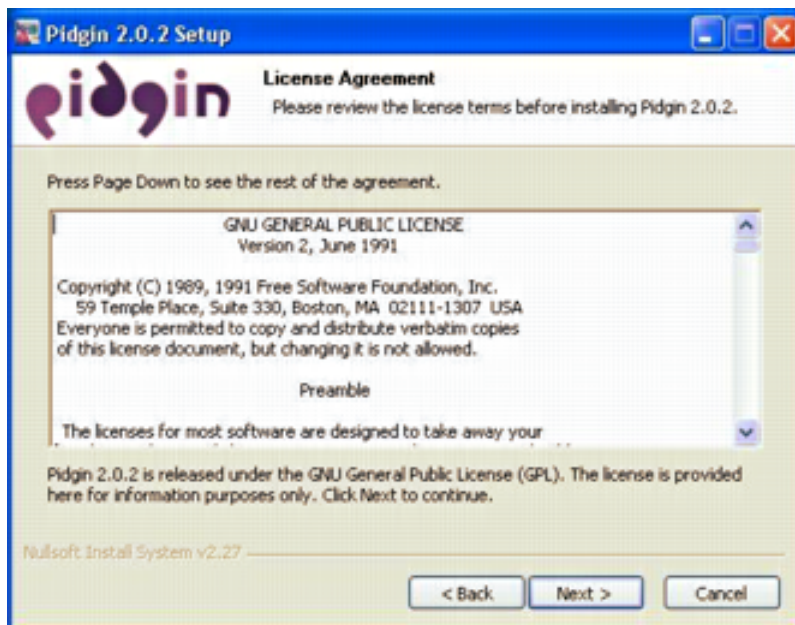 Pidgin 2.0.2 Setup
pidgin
License Agreement
Please review the license terms before installing Pidgin 2.0.2.
Press Page Down to see the rest of the agreement.
GNU GENERAL PUBLIC LICENSE
Version 2, June 1991
Copyright (C) 1989, 1991 Free Software Foundation, Inc.
59 Temple Place, Suite 330, Boston, MA 02111-1307 USA
Everyone is permitted to copy and distribute verbatim copies
of this license document, but changing it is not allowed.
Preamble
The licenses for most software are designed to take away your
Pidgin 2.0.2 is released under the GNU General Public License (GPL). The license is provided
here for information purposes only. Click Next to continue.
Nullsoft Install System v2.27
< Back
Next >
Cancel